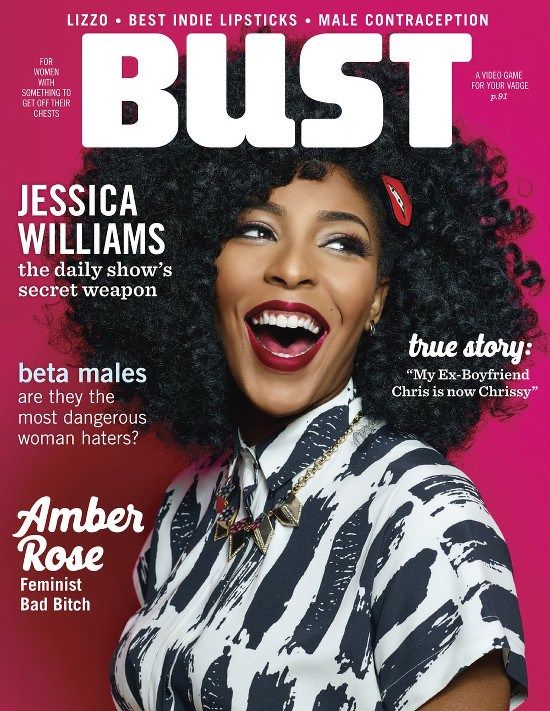 LIZZO • BEST INDIE LIPSTICKS • MALE CONTRACEPTION
BUST
FOR
WOMEN
WITH
SOMETHING TO
GET OFF THEIR
CHESTS
A VIDEO GAME
FOR YOUR VADGE
p.91
JESSICA
WILLIAMS
the daily show's
secret weapon
true story:
“My Ex-Boyfriend
Chris is now Chrissy”
beta males
are they the
most dangerous
woman haters?
Amber
Rose
Feminist
Bad Bitch